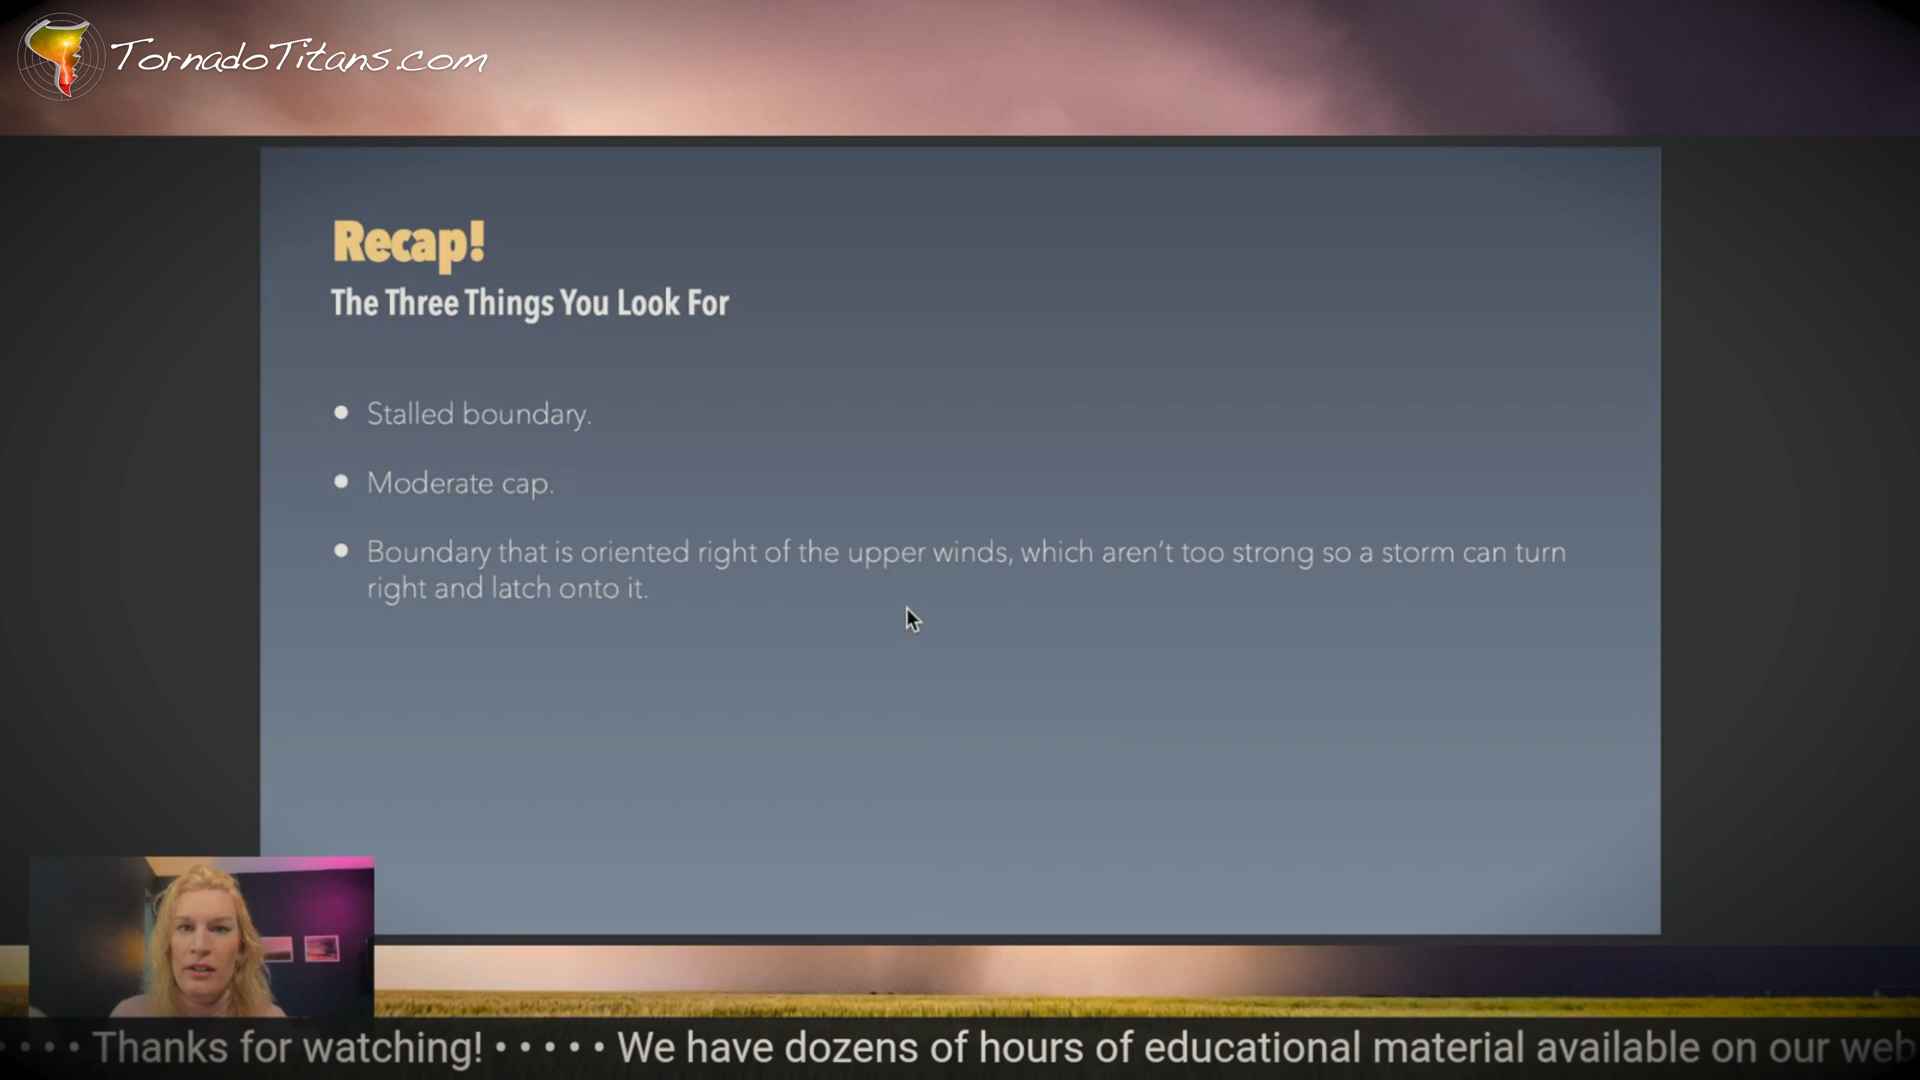 TornadoTitans.com
Recap!
The Three Things You Look For
• Stalled boundary.
• Moderate cap.
• Boundary that is oriented right of the upper winds, which aren't too strong so a storm can turn
right and latch onto it.
• • • • Thanks for watching! • • • • • We have dozens of hours of educational material available on our web